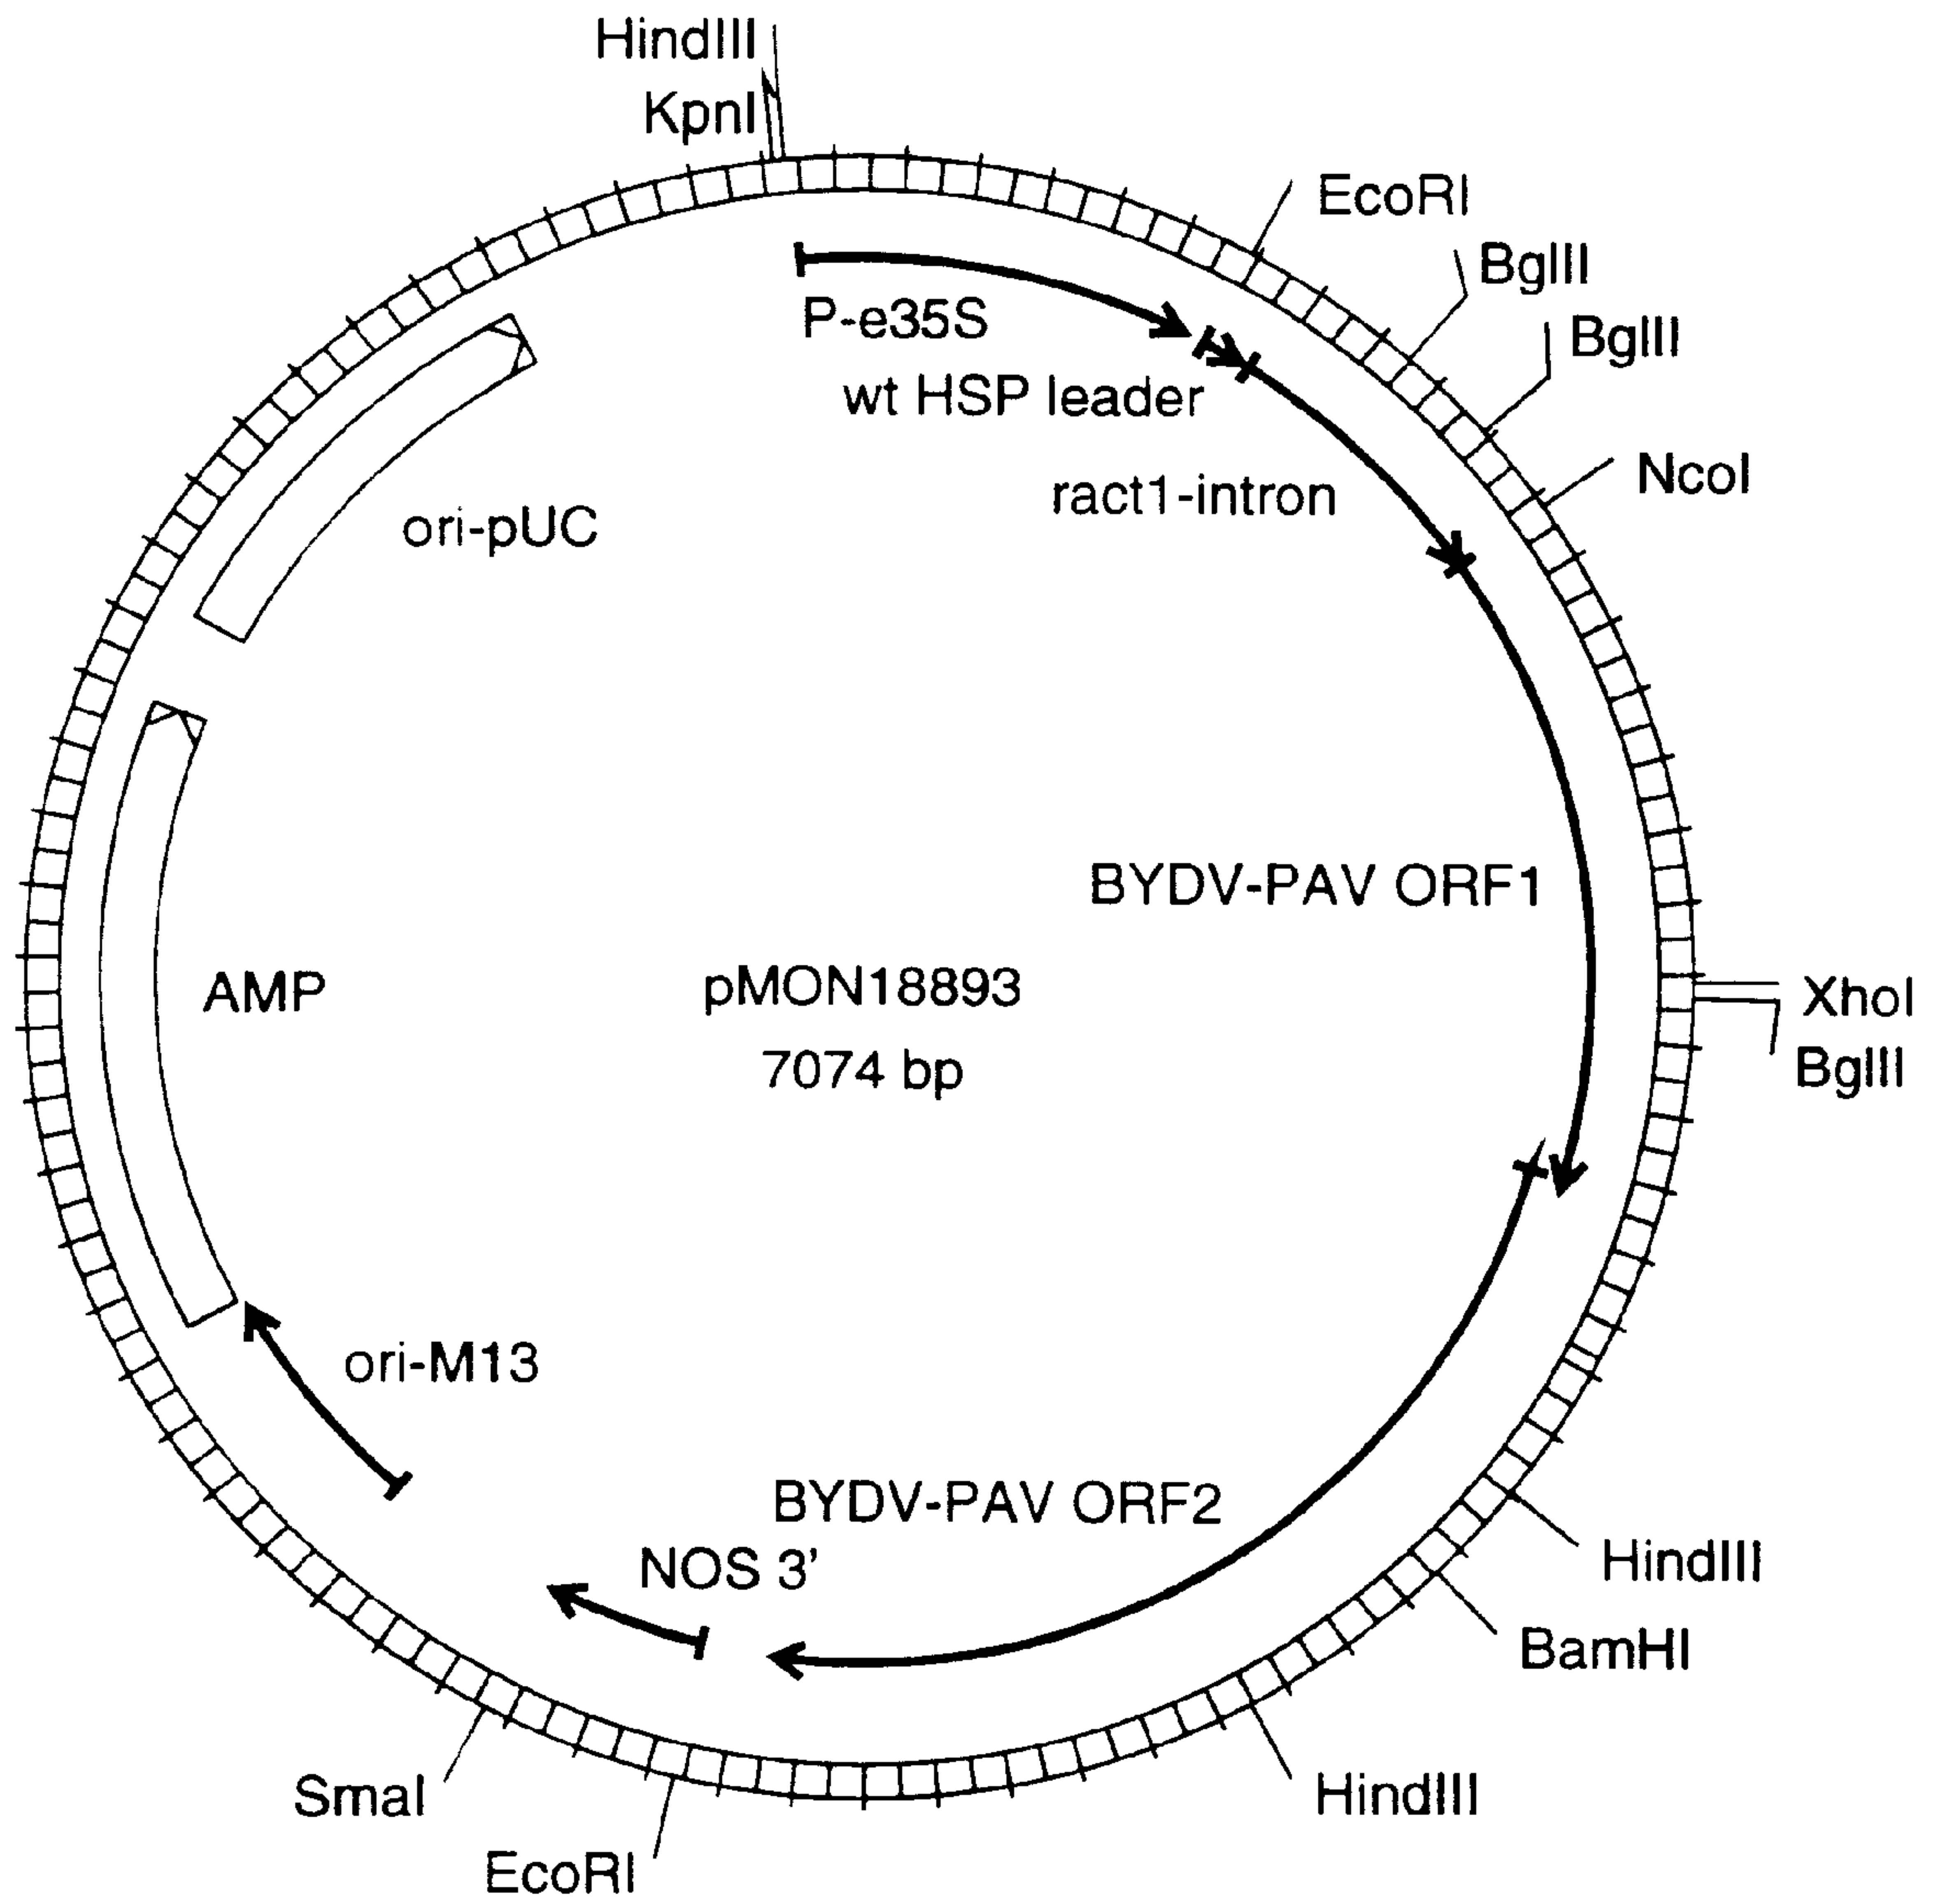 HindIII
KpnI
EcoRI
BglII
BglII
NcoI
P-e35S
wt HSP leader
ract1-intron
ori-pUC
BYDV-PAV ORF1
AMP
pMON18893
7074 bp
XhoI
BglII
ori-M13
BYDV-PAV ORF2
NOS 3'
HindIII
BamHI
HindIII
SmaI
EcoRI